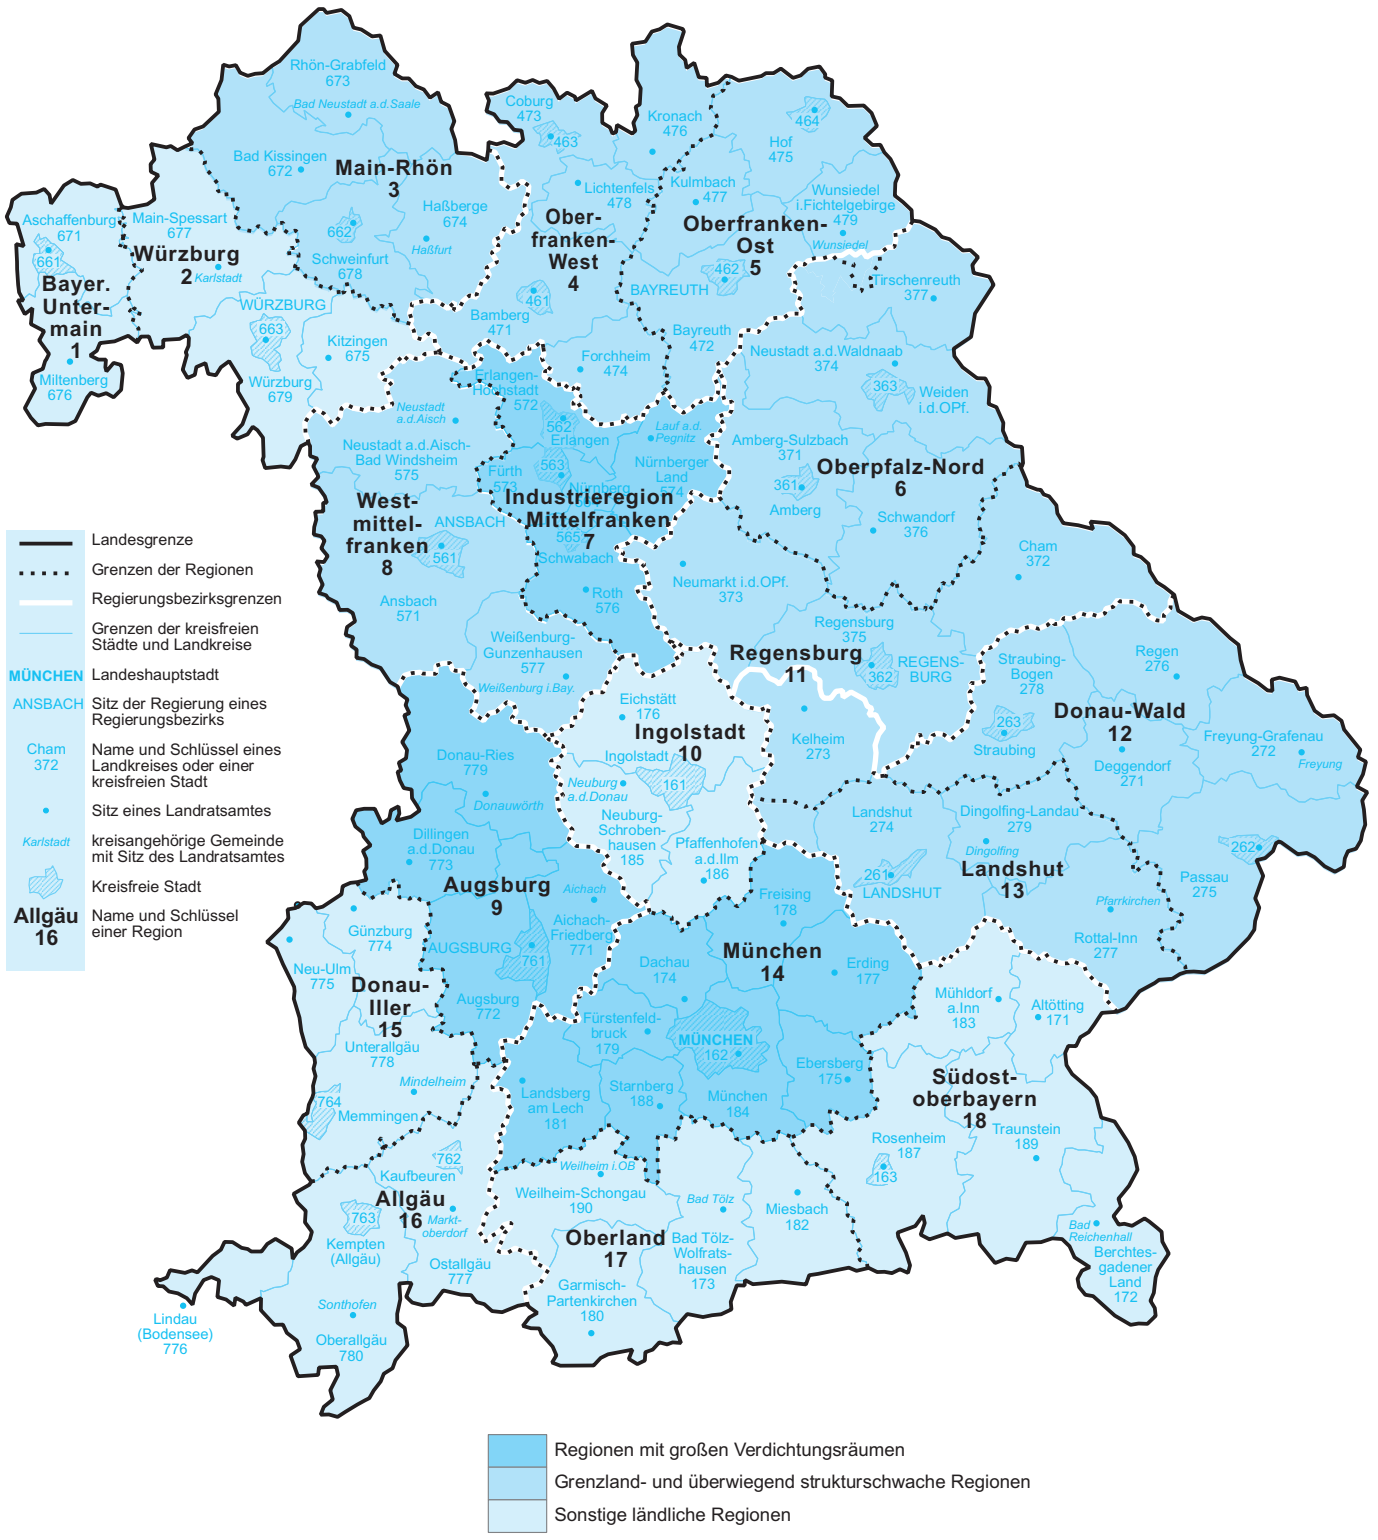 Rhön-Grabfeld
673
Bad Neustadt a.d.Saale
Bad Kissingen
672
Main-Rhön
3
Haßberge
674
Haßfurt
662
Schweinfurt
678
Coburg
473
463
Kronach
476
Lichtenfels
478
Ober-
franken-
West
4
461
Bamberg
471
Forchheim
474
464
Hof
475
Kulmbach
477
Wunsiedel
i.Fichtelgebirge
479
Wunsiedel
Oberfranken-
Ost
5
462
BAYREUTH
Bayreuth
472
Aschaffenburg
671
661
Bayer.
Unter-
main
1
Miltenberg
676
Main-Spessart
677
Würzburg
2
Karlstadt
WÜRZBURG
663
Kitzingen
675
Würzburg
679
Tirschenreuth
377
Neustadt a.d.Waldnaab
374
363
Weiden
i.d.OPf.
Amberg-Sulzbach
371
Oberpfalz-Nord
6
361
Amberg
Schwandorf
376
Erlangen-
Höchstadt
572
562
Erlangen
Lauf a.d.
Pegnitz
Fürth
573
563
Nürnberg
Nürnberger
Land
574
Industrieregion
Mittelfranken
7
565
Schwabach
Roth
576
Neustadt
a.d.Aisch
Neustadt a.d.Aisch-
Bad Windsheim
575
West-
mittel-
franken
8
ANSBACH
561
Ansbach
571
Weißenburg-
Gunzenhausen
577
Weißenburg i.Bay.
Neumarkt i.d.OPf.
373
Cham
372
Regensburg
375
Regensburg
11
362
REGENS-
BURG
Kelheim
273
Straubing-
Bogen
278
263
Straubing
Regen
276
Donau-Wald
12
Deggendorf
271
Freyung-Grafenau
272
Freyung
262
Passau
275
Eichstätt
176
Ingolstadt
10
Ingolstadt
161
Neuburg
a.d.Donau
Neuburg-
Schroben-
hausen
185
Pfaffenhofen
a.d.Ilm
186
Landshut
274
261
LANDSHUT
Dingolfing-Landau
279
Dingolfing
Landshut
13
Pfarrkirchen
Rottal-Inn
277
Donau-Ries
779
Donauwörth
Dillingen
a.d.Donau
773
Augsburg
9
Aichach
Aichach-
Friedberg
771
AUGSBURG
761
Augsburg
772
Freising
178
München
14
Erding
177
Dachau
174
Fürstenfeld-
bruck
179
MÜNCHEN
162
Ebersberg
175
Landsberg
am Lech
181
Starnberg
188
München
184
Günzburg
774
Neu-Ulm
775
Donau-
Iller
15
Unterallgäu
778
Mindelheim
764
Memmingen
762
Kaufbeuren
Allgäu
16
763
Kempten
(Allgäu)
Markt-
oberdorf
Ostallgäu
777
Sonthofen
Oberallgäu
780
Lindau
(Bodensee)
776
Weilheim i.OB
Weilheim-Schongau
190
Oberland
17
Garmisch-
Partenkirchen
180
Bad Tölz
Bad Tölz-
Wolfrats-
hausen
173
Miesbach
182
Mühldorf
a.Inn
183
Altötting
171
Südost-
oberbayern
18
Rosenheim
187
163
Traunstein
189
Bad
Reichenhall
Berchtes-
gadener
Land
172
Landesgrenze
Grenzen der Regionen
Regierungsbezirksgrenzen
Grenzen der kreisfreien
Städte und Landkreise
MÜNCHEN Landeshauptstadt
ANSBACH Sitz der Regierung eines
Regierungsbezirks
Cham
372
Name und Schlüssel eines
Landkreises oder einer
kreisfreien Stadt
Sitz eines Landratsamtes
Karlstadt kreisangehörige Gemeinde
mit Sitz des Landratsamtes
Kreisfreie Stadt
Allgäu
16
Name und Schlüssel
einer Region
Regionen mit großen Verdichtungsräumen
Grenzland- und überwiegend strukturschwache Regionen
Sonstige ländliche Regionen